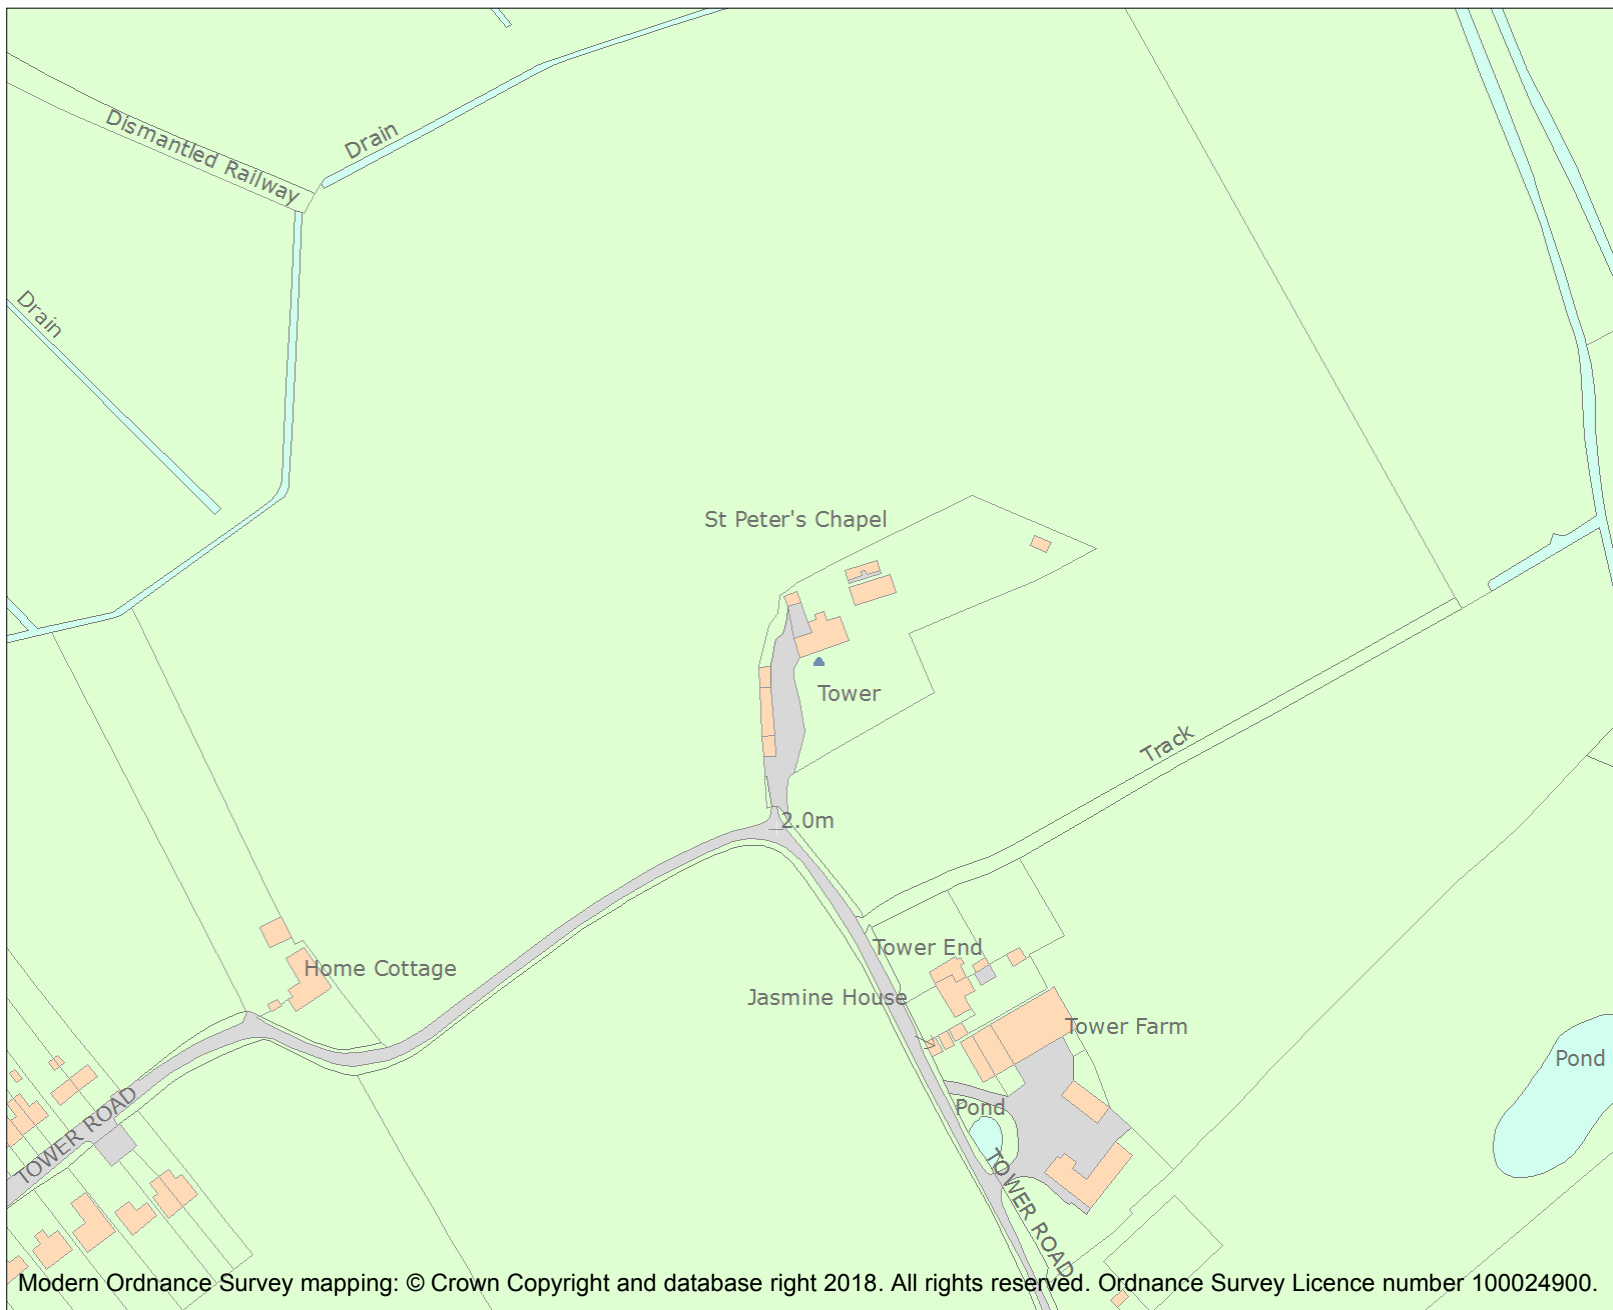 Dismantled Railway
Drain
Drain
St Peter's Chapel
Tower
Track
2.0m
Tower End
Home Cottage
Jasmine House
Tower Farm
Pond
Pond
TOWER ROAD
TOWER ROAD
Modern Ordnance Survey mapping: © Crown Copyright and database right 2018. All rights reserved. Ordnance Survey Licence number 100024900.